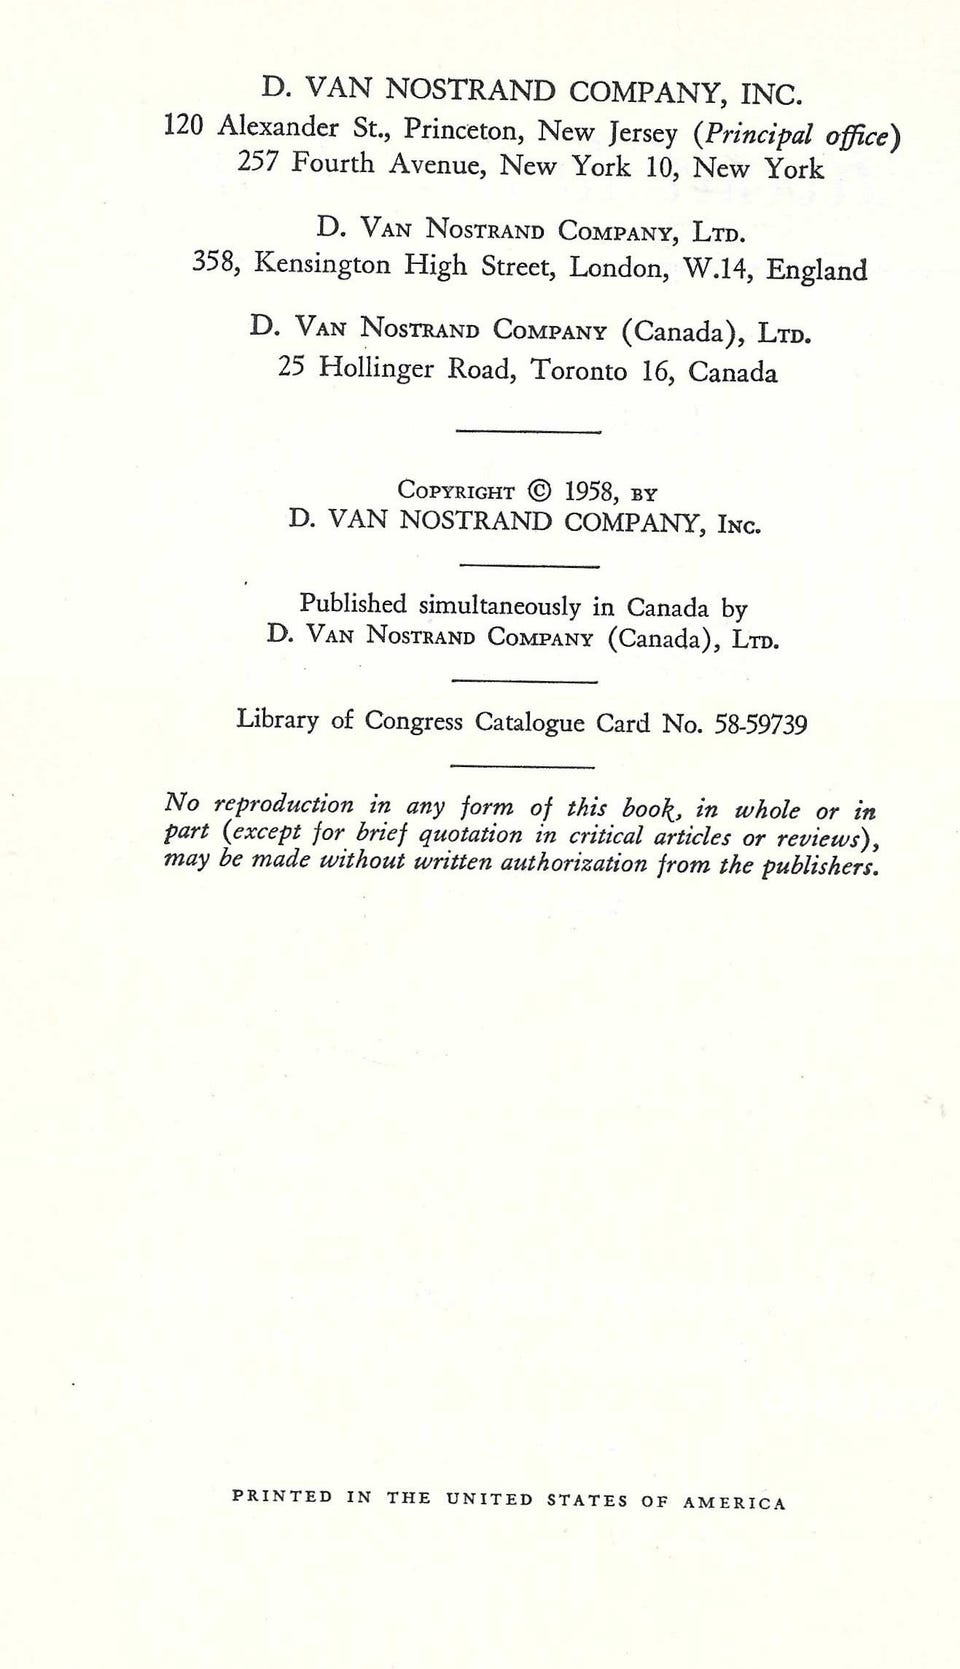 D. VAN NOSTRAND COMPANY, INC.
120 Alexander St., Princeton, New Jersey (Principal office)
257 Fourth Avenue, New York 10, New York
D. VAN NOSTRAND COMPANY, LTD.
358, Kensington High Street, London, W.14, England
D. VAN NOSTRAND COMPANY (Canada), LTD.
25 Hollinger Road, Toronto 16, Canada
COPYRIGHT © 1958, BY
D. VAN NOSTRAND COMPANY, INC.
Published simultaneously in Canada by
D. VAN NOSTRAND COMPANY (Canada), LTD.
Library of Congress Catalogue Card No. 58-59739
No reproduction in any form of this book, in whole or in
part (except for brief quotation in critical articles or reviews),
may be made without written authorization from the publishers.
PRINTED IN THE UNITED STATES OF AMERICA